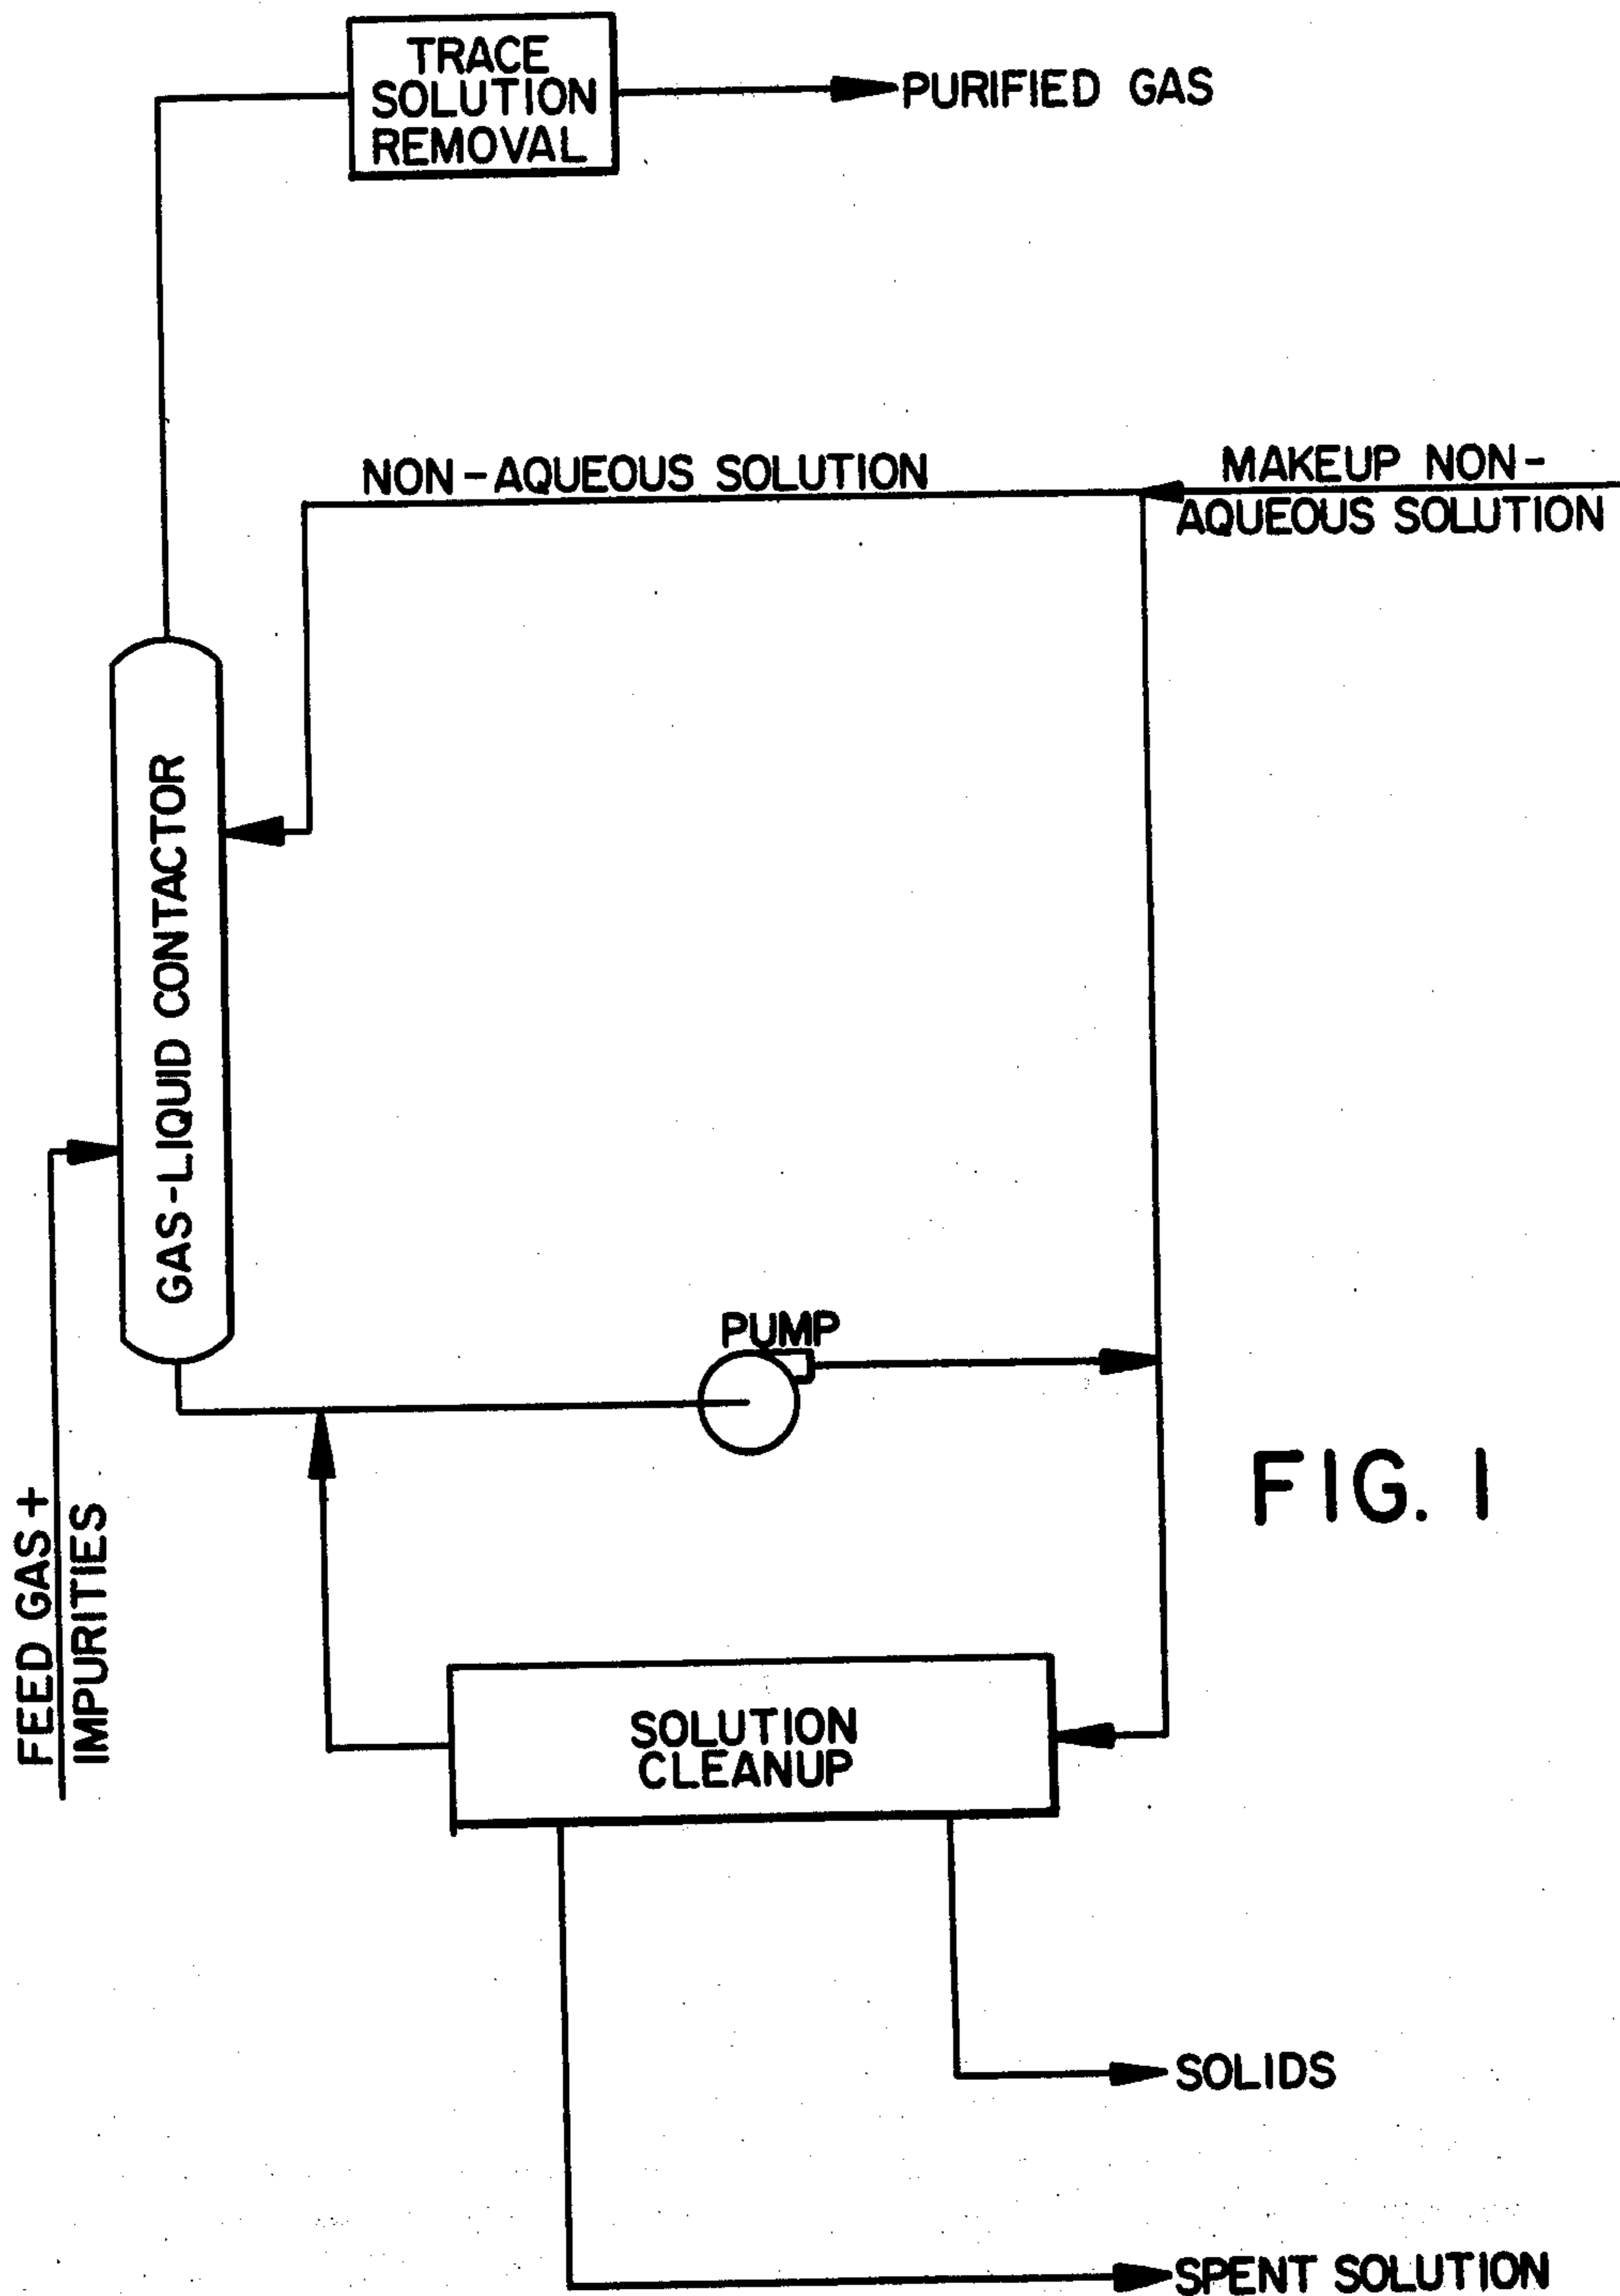 TRACE
SOLUTION
REMOVAL
PURIFIED GAS
NON-AQUEOUS SOLUTION
MAKEUP NON-
AQUEOUS SOLUTION
GAS-LIQUID CONTACTOR
PUMP
FEED GAS+
IMPURITIES
FIG. 1
SOLUTION
CLEANUP
SOLIDS
SPENT SOLUTION